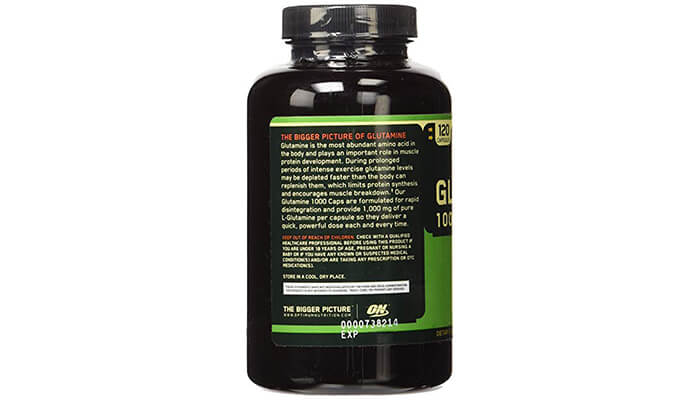 THE BIGGER PICTURE OF GLUTAMINE
Glutamine is the most abundant amino acid in
the body and plays an important role in muscle
protein development. During prolonged
periods of intense exercise glutamine levels
may be depleted faster than the body can
replenish them, which limits protein synthesis
and encourages muscle breakdown.* Our
Glutamine 1000 Caps are formulated for rapid
disintegration and provide 1,000 mg of pure
L-Glutamine per capsule so they deliver a
quick, powerful dose each and every time.
KEEP OUT OF REACH OF CHILDREN. CHECK WITH A QUALIFIED
HEALTHCARE PROFESSIONAL BEFORE USING THIS PRODUCT IF
YOU ARE UNDER 18 YEARS OF AGE, PREGNANT OR NURSING A
BABY OR IF YOU HAVE ANY KNOWN OR SUSPECTED MEDICAL
CONDITION(S) AND/OR ARE TAKING ANY PRESCRIPTION OR OTC
MEDICATION(S).
STORE IN A COOL, DRY PLACE.
THE BIGGER PICTURE™
WWW.OPTIMUMNUTRITION.COM
ON
0000738214
EXP
120
CAPSULES
GL
100